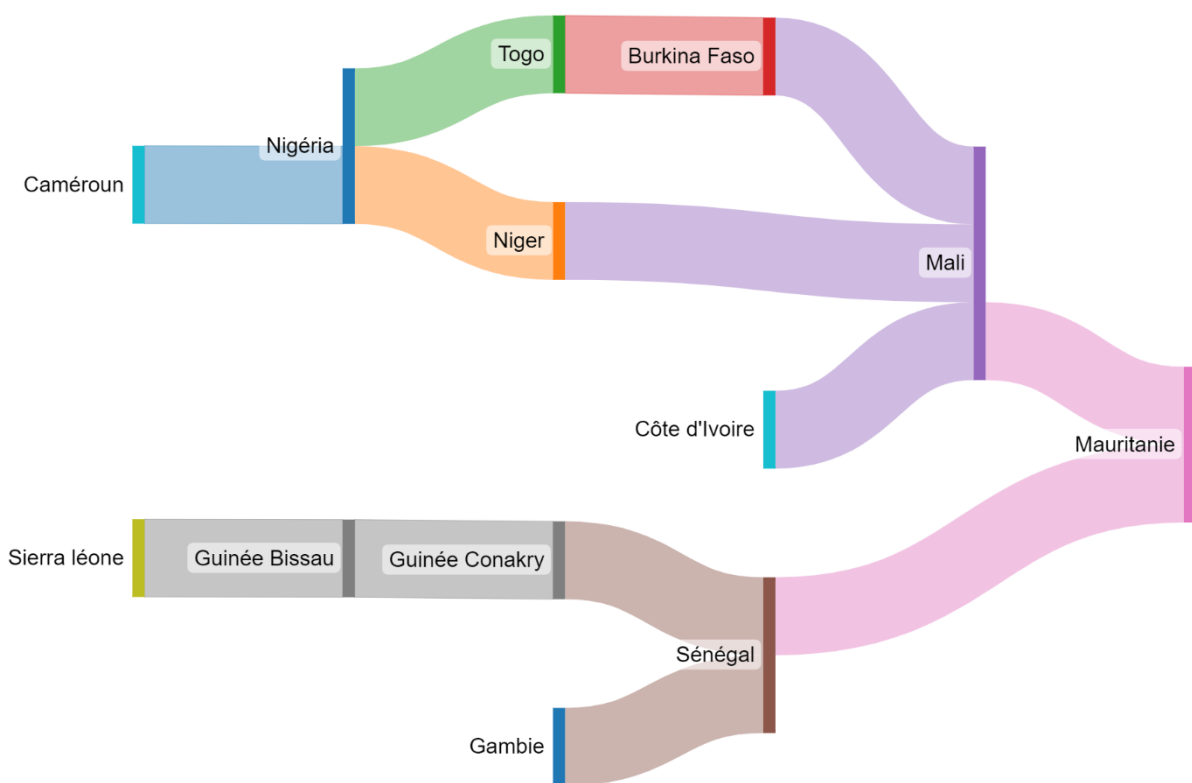 Togo
Burkina Faso
Nigéria
Caméroun
Niger
Mali
Côte d'Ivoire
Mauritanie
Sierra léone
Guinée Bissau
Guinée Conakry
Sénégal
Gambie